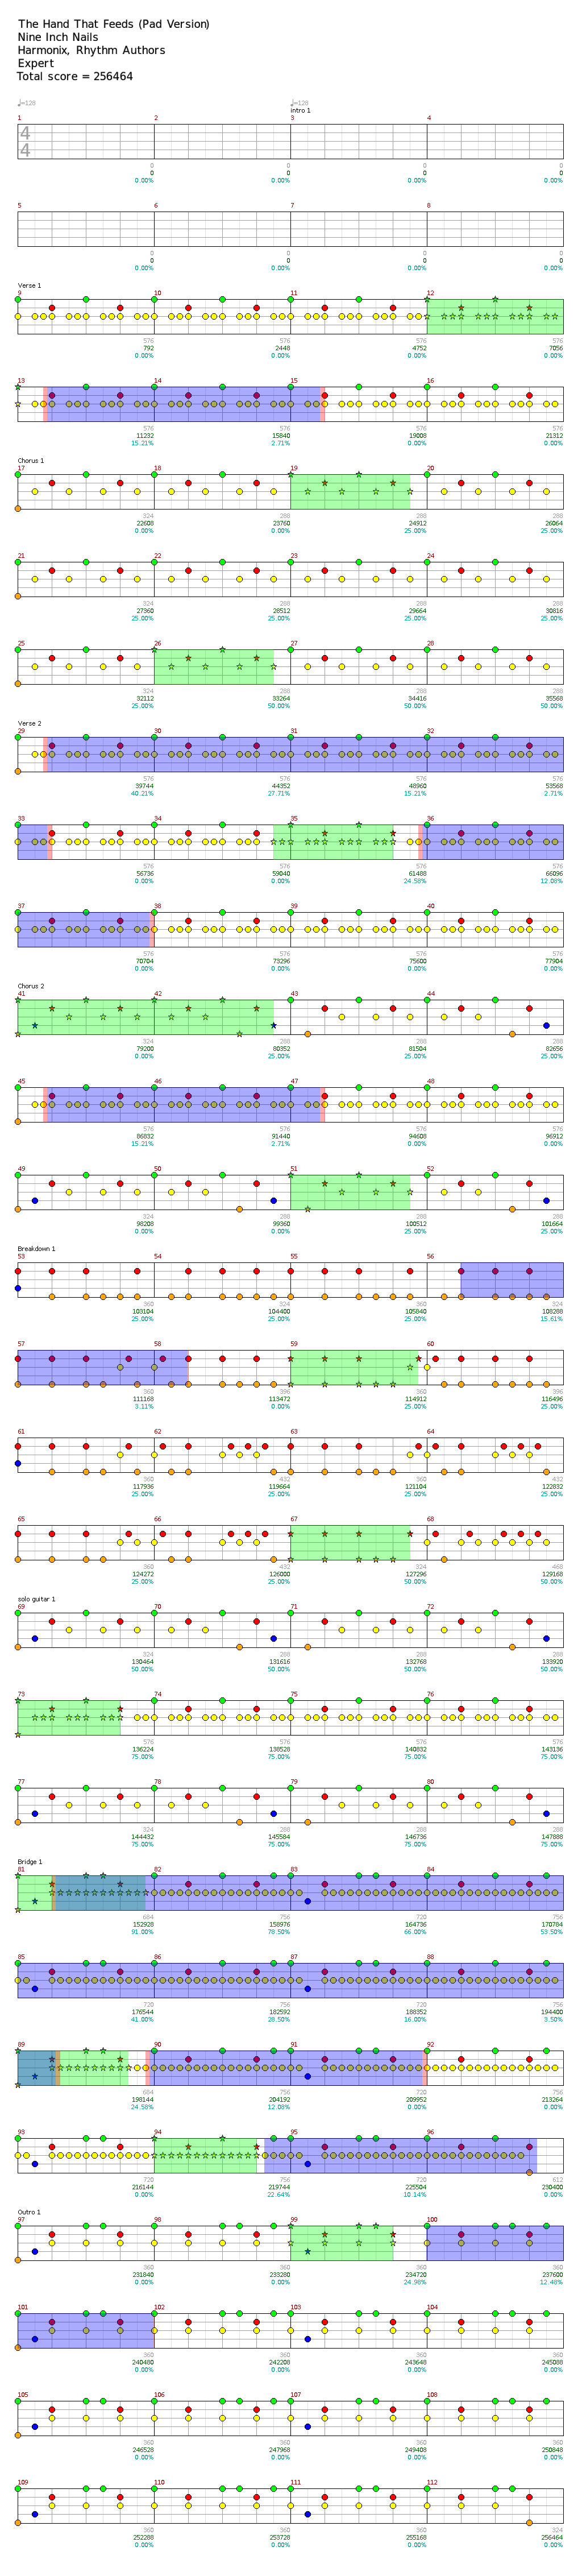 The Hand That Feeds (Pad Version)
Nine Inch Nails
Harmonix, Rhythm Authors
Expert
Total score = 256464
♩=128 ♩=128
intro 1
1 2 3 4
4
4
0 0 0 0
0 0 0 0
0.00% 0.00% 0.00% 0.00%
5 6 7 8
0 0 0 0
0 0 0 0
0.00% 0.00% 0.00% 0.00%
Verse 1
9 10 11 12
576 576 576 576
792 2448 4752 7056
0.00% 0.00% 0.00% 0.00%
13 14 15 16
576 576 576 576
11232 15840 19008 21312
15.21% 2.71% 0.00% 0.00%
Chorus 1
17 18 19 20
324 288 288 288
22608 23760 24912 26064
0.00% 0.00% 25.00% 25.00%
21 22 23 24
324 288 288 288
27360 28512 29664 30816
25.00% 25.00% 25.00% 25.00%
25 26 27 28
324 288 288 288
32112 33264 34416 35568
25.00% 50.00% 50.00% 50.00%
Verse 2
29 30 31 32
576 576 576 576
39744 44352 48960 53568
40.21% 27.71% 15.21% 2.71%
33 34 35 36
576 576 576 576
56736 59040 61488 66096
0.00% 0.00% 24.58% 12.08%
37 38 39 40
576 576 576 576
70704 73296 75600 77904
0.00% 0.00% 0.00% 0.00%
Chorus 2
41 42 43 44
324 288 288 288
79200 80352 81504 82656
0.00% 25.00% 25.00% 25.00%
45 46 47 48
576 576 576 576
86832 91440 94608 96912
15.21% 2.71% 0.00% 0.00%
49 50 51 52
324 288 288 288
98208 99360 100512 101664
0.00% 0.00% 25.00% 25.00%
Breakdown 1
53 54 55 56
360 324 360 324
103104 104400 105840 108288
25.00% 25.00% 25.00% 15.61%
57 58 59 60
360 396 360 396
111168 113472 114912 116496
3.11% 0.00% 25.00% 25.00%
61 62 63 64
360 432 360 432
117936 119664 121104 122832
25.00% 25.00% 25.00% 25.00%
65 66 67 68
360 432 324 468
124272 126000 127296 129168
25.00% 25.00% 50.00% 50.00%
solo guitar 1
69 70 71 72
324 288 288 288
130464 131616 132768 133920
50.00% 50.00% 50.00% 50.00%
73 74 75 76
576 576 576 576
136224 138528 140832 143136
75.00% 75.00% 75.00% 75.00%
77 78 79 80
324 288 288 288
144432 145584 146736 147888
75.00% 75.00% 75.00% 75.00%
Bridge 1
81 82 83 84
684 756 720 756
152928 158976 164736 170784
91.00% 78.50% 66.00% 53.50%
85 86 87 88
720 756 720 756
176544 182592 188352 194400
41.00% 28.50% 16.00% 3.50%
89 90 91 92
684 756 720 756
198144 204192 209952 213264
24.58% 12.08% 0.00% 0.00%
93 94 95 96
720 756 720 612
216144 219744 225504 230400
0.00% 22.64% 10.14% 0.00%
Outro 1
97 98 99 100
360 360 360 360
231840 233280 234720 237600
0.00% 0.00% 24.98% 12.48%
101 102 103 104
360 360 360 360
240480 242208 243648 245088
0.00% 0.00% 0.00% 0.00%
105 106 107 108
360 360 360 360
246528 247968 249408 250848
0.00% 0.00% 0.00% 0.00%
109 110 111 112
360 360 360 324
252288 253728 255168 256464
0.00% 0.00% 0.00% 0.00%